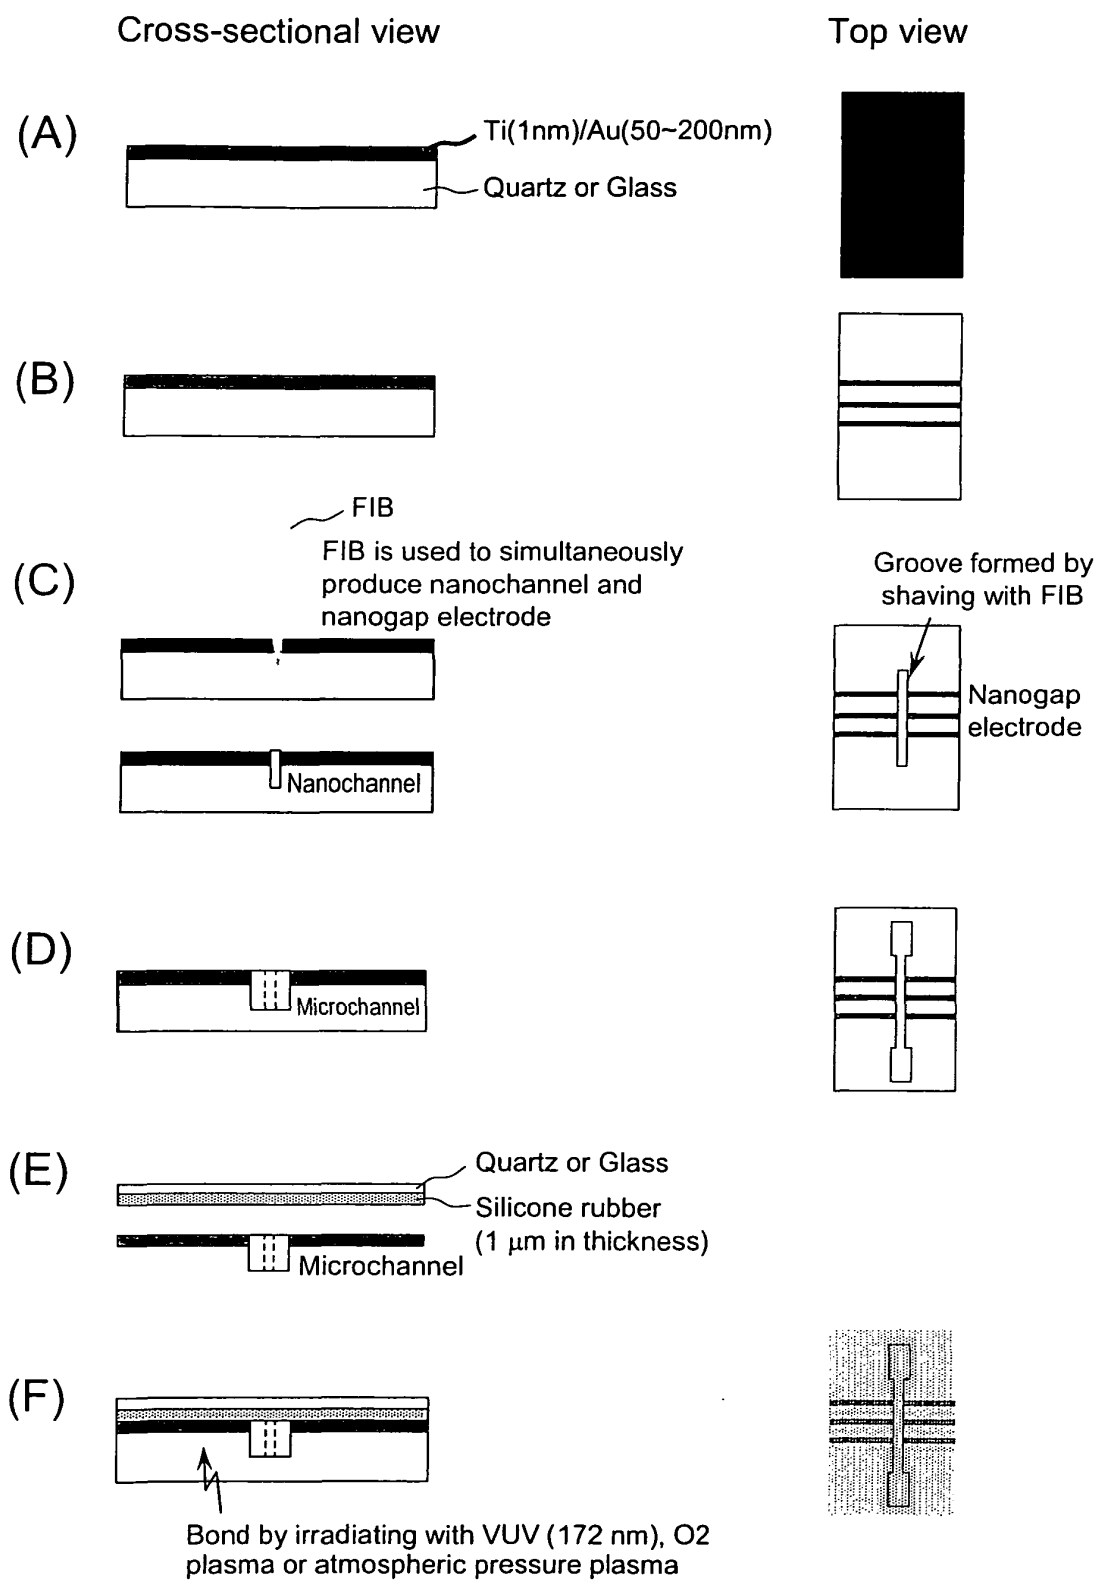 Cross-sectional view
Top view
(A)
Ti(1nm)/Au(50~200nm)
Quartz or Glass
(B)
(C)
FIB
FIB is used to simultaneously
produce nanochannel and
nanogap electrode
Groove formed by
shaving with FIB
Nanogap
electrode
Nanochannel
(D)
Microchannel
(E)
Quartz or Glass
Silicone rubber
(1 μm in thickness)
Microchannel
(F)
Bond by irradiating with VUV (172 nm), O2
plasma or atmospheric pressure plasma